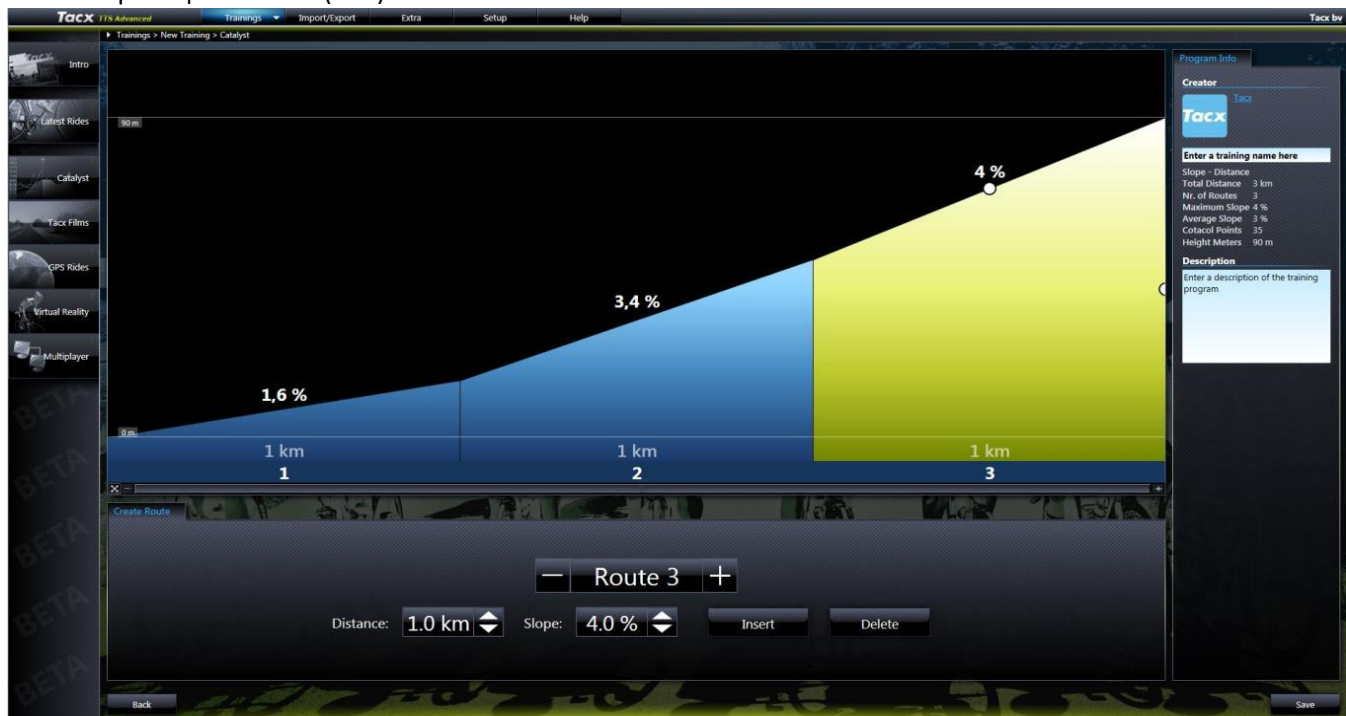 Tacx TTS Advanced Trainings Import/Export Extra Setup Help Tacx bv
Trainings > New Training > Catalyst
Intro
Latest Rides
Catalyst
Tacx Films
GPS Rides
Virtual Reality
Multiplayer
BETA
BETA
BETA
BETA
BETA
90 m
4 %
3,4 %
1,6 %
0 m
1 km 1 km 1 km
1 2 3
Create Route
Route 3
Distance: 1.0 km Slope: 4.0 % Insert Delete
Back Save
Program Info
Creator
Tacx
Tacx
Enter a training name here
Slope - Distance
Total Distance 3 km
Nr. of Routes 3
Maximum Slope 4 %
Average Slope 3 %
Cotacol Points 35
Height Meters 90 m
Description
Enter a description of the training
program